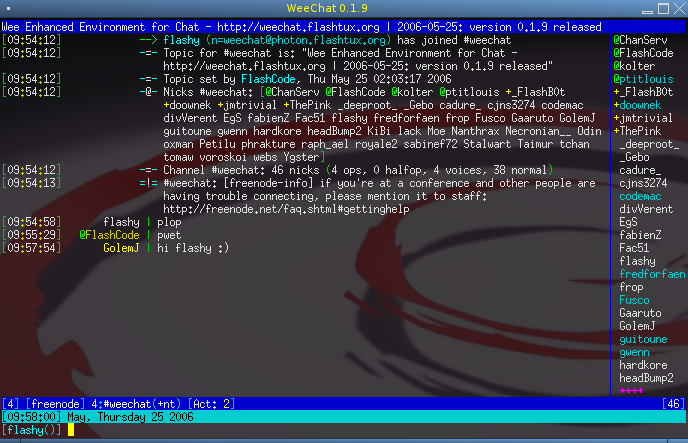 WeeChat 0.1.9
Wee Enhanced Environment for Chat - http://weechat.flashtux.org | 2006-05-25: version 0.1.9 released
[09:54:12] --> flashy (n=weechat@photon.flashtux.org) has joined #weechat
[09:54:12] -=- Topic for #weechat is: "Wee Enhanced Environment for Chat -
http://weechat.flashtux.org | 2006-05-25: version 0.1.9 released"
[09:54:12] -=- Topic set by FlashCode, Thu May 25 02:03:17 2006
[09:54:12] -@- Nicks #weechat: [@ChanServ @FlashCode @kolter @ptitlouis +_FlashB0t
+doownek +jmtrivial +ThePink _deeproot_ _Gebo cadure_ cjns3274 codemac
divVerent EgS fabienZ Fac51 flashy fredforfaen frop Fusco Gaaruto GolemJ
guitoune gwenn hardkore headBump2 KiBi lack Moe Nanthrax Necronian__ Odin
oxman Petilu phrakture raph_ael royale2 sabinef72 Stalwart Taimur tchan
tomaw voroskoi webs Ygster]
[09:54:12] -=- Channel #weechat: 46 nicks (4 ops, 0 halfop, 4 voices, 38 normal)
[09:54:13] =!= #weechat: [freenode-info] if you're at a conference and other people are
having trouble connecting, please mention it to staff:
http://freenode.net/faq.shtml#gettinghelp
[09:54:58] flashy | plop
[09:55:29] @FlashCode | pwet
[09:57:54] GolemJ | hi flashy :)
@ChanServ
@FlashCode
@kolter
@ptitlouis
+_FlashB0t
+doownek
+jmtrivial
+ThePink
_deeproot_
_Gebo
cadure_
cjns3274
codemac
divVerent
EgS
fabienZ
Fac51
flashy
fredforfaen
frop
Fusco
Gaaruto
GolemJ
guitoune
gwenn
hardkore
headBump2
++++
[4] [freenode] 4:#weechat(+nt) [Act: 2] [46]
[09:58:00] May, Thursday 25 2006
[flashy()]